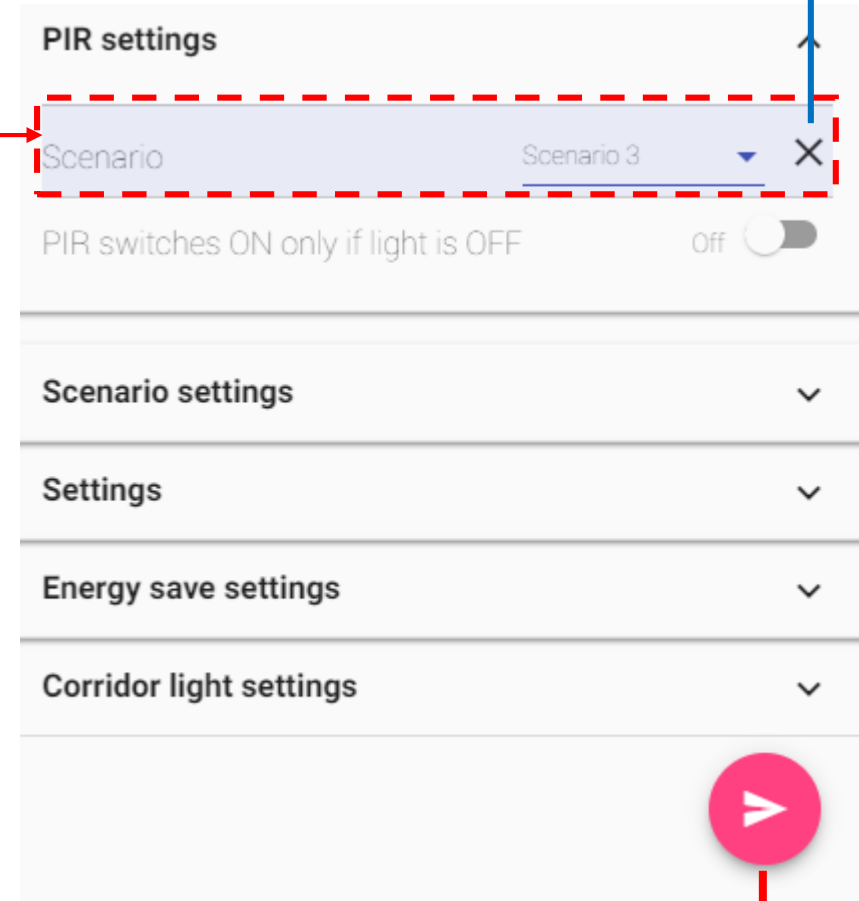 PIR settings
Scenario Scenario 3
PIR switches ON only if light is OFF Off
Scenario settings
Settings
Energy save settings
Corridor light settings